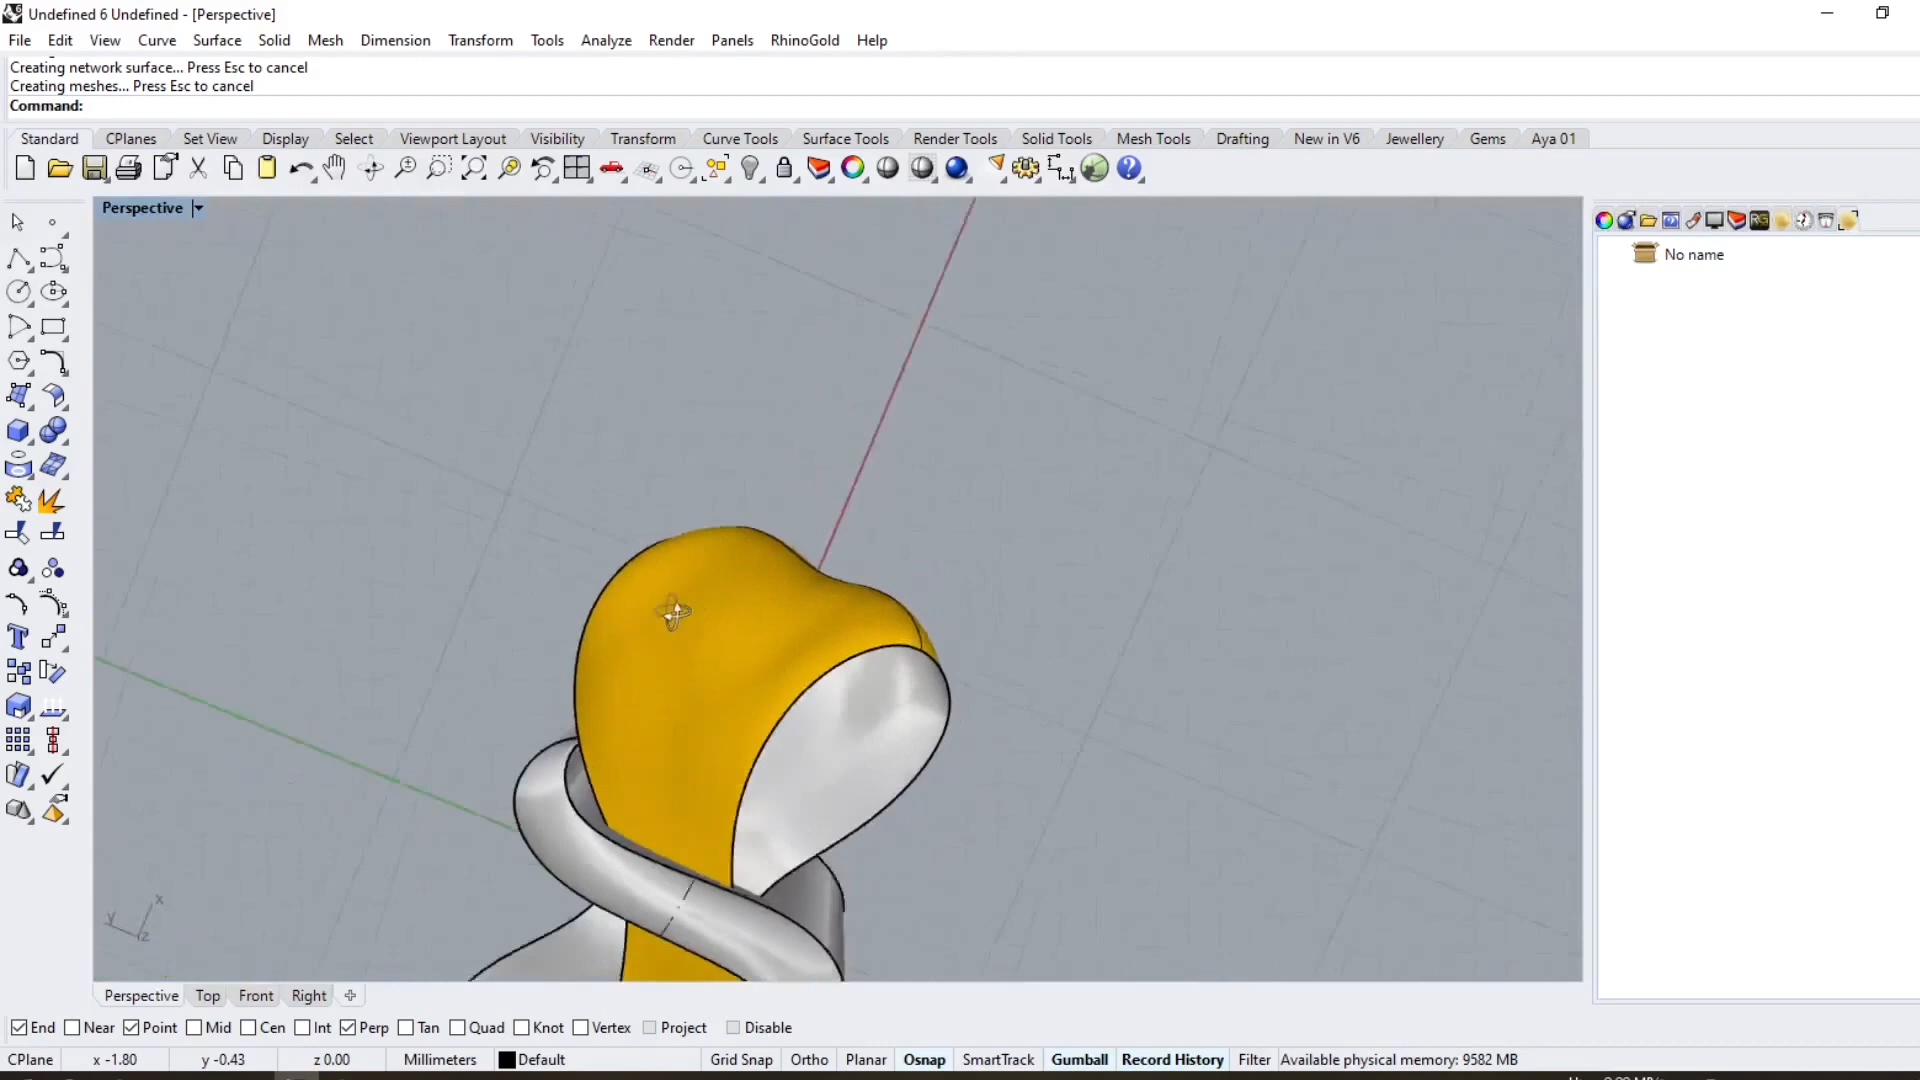 Undefined 6 Undefined - [Perspective]
File Edit View Curve Surface Solid Mesh Dimension Transform Tools Analyze Render Panels RhinoGold Help
Creating network surface... Press Esc to cancel
Creating meshes... Press Esc to cancel
Command:
Standard CPlanes Set View Display Select Viewport Layout Visibility Transform Curve Tools Surface Tools Render Tools Solid Tools Mesh Tools Drafting New in V6 Jewellery Gems Aya 01
Perspective
RG
No name
x
y
z
Perspective Top Front Right
End Near Point Mid Cen Int Perp Tan Quad Knot Vertex Project Disable
CPlane x -1.80 y -0.43 z 0.00 Millimeters Default Grid Snap Ortho Planar Osnap SmartTrack Gumball Record History Filter Available physical memory: 9582 MB